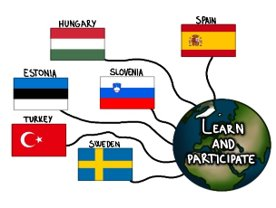 HUNGARY
SPAIN
ESTONIA
SLOVENIA
TURKEY
SWEDEN
LEARN
AND
PARTICIPATE